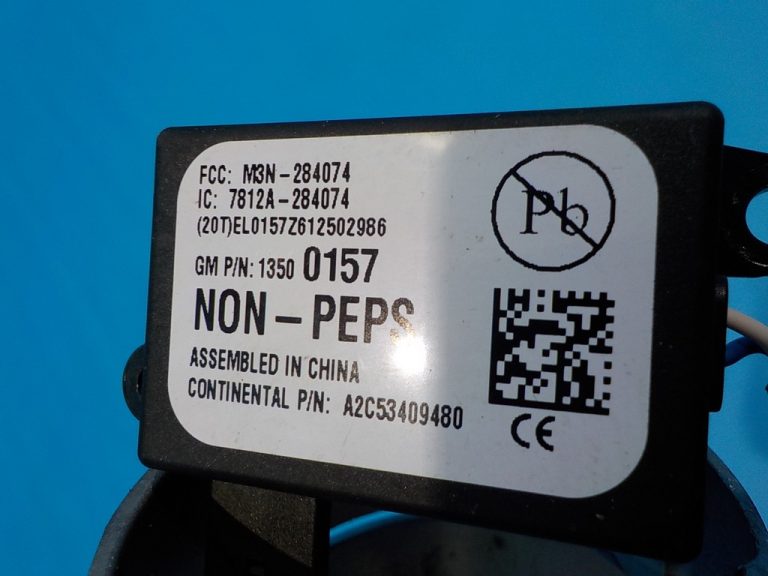 FCC: M3N-284074
IC: 7812A-284074
(20T)EL0157Z612502986
GM P/N: 1350 0157
NON-PEPS
ASSEMBLED IN CHINA
CONTINENTAL P/N: A2C53409480
Pb
CE